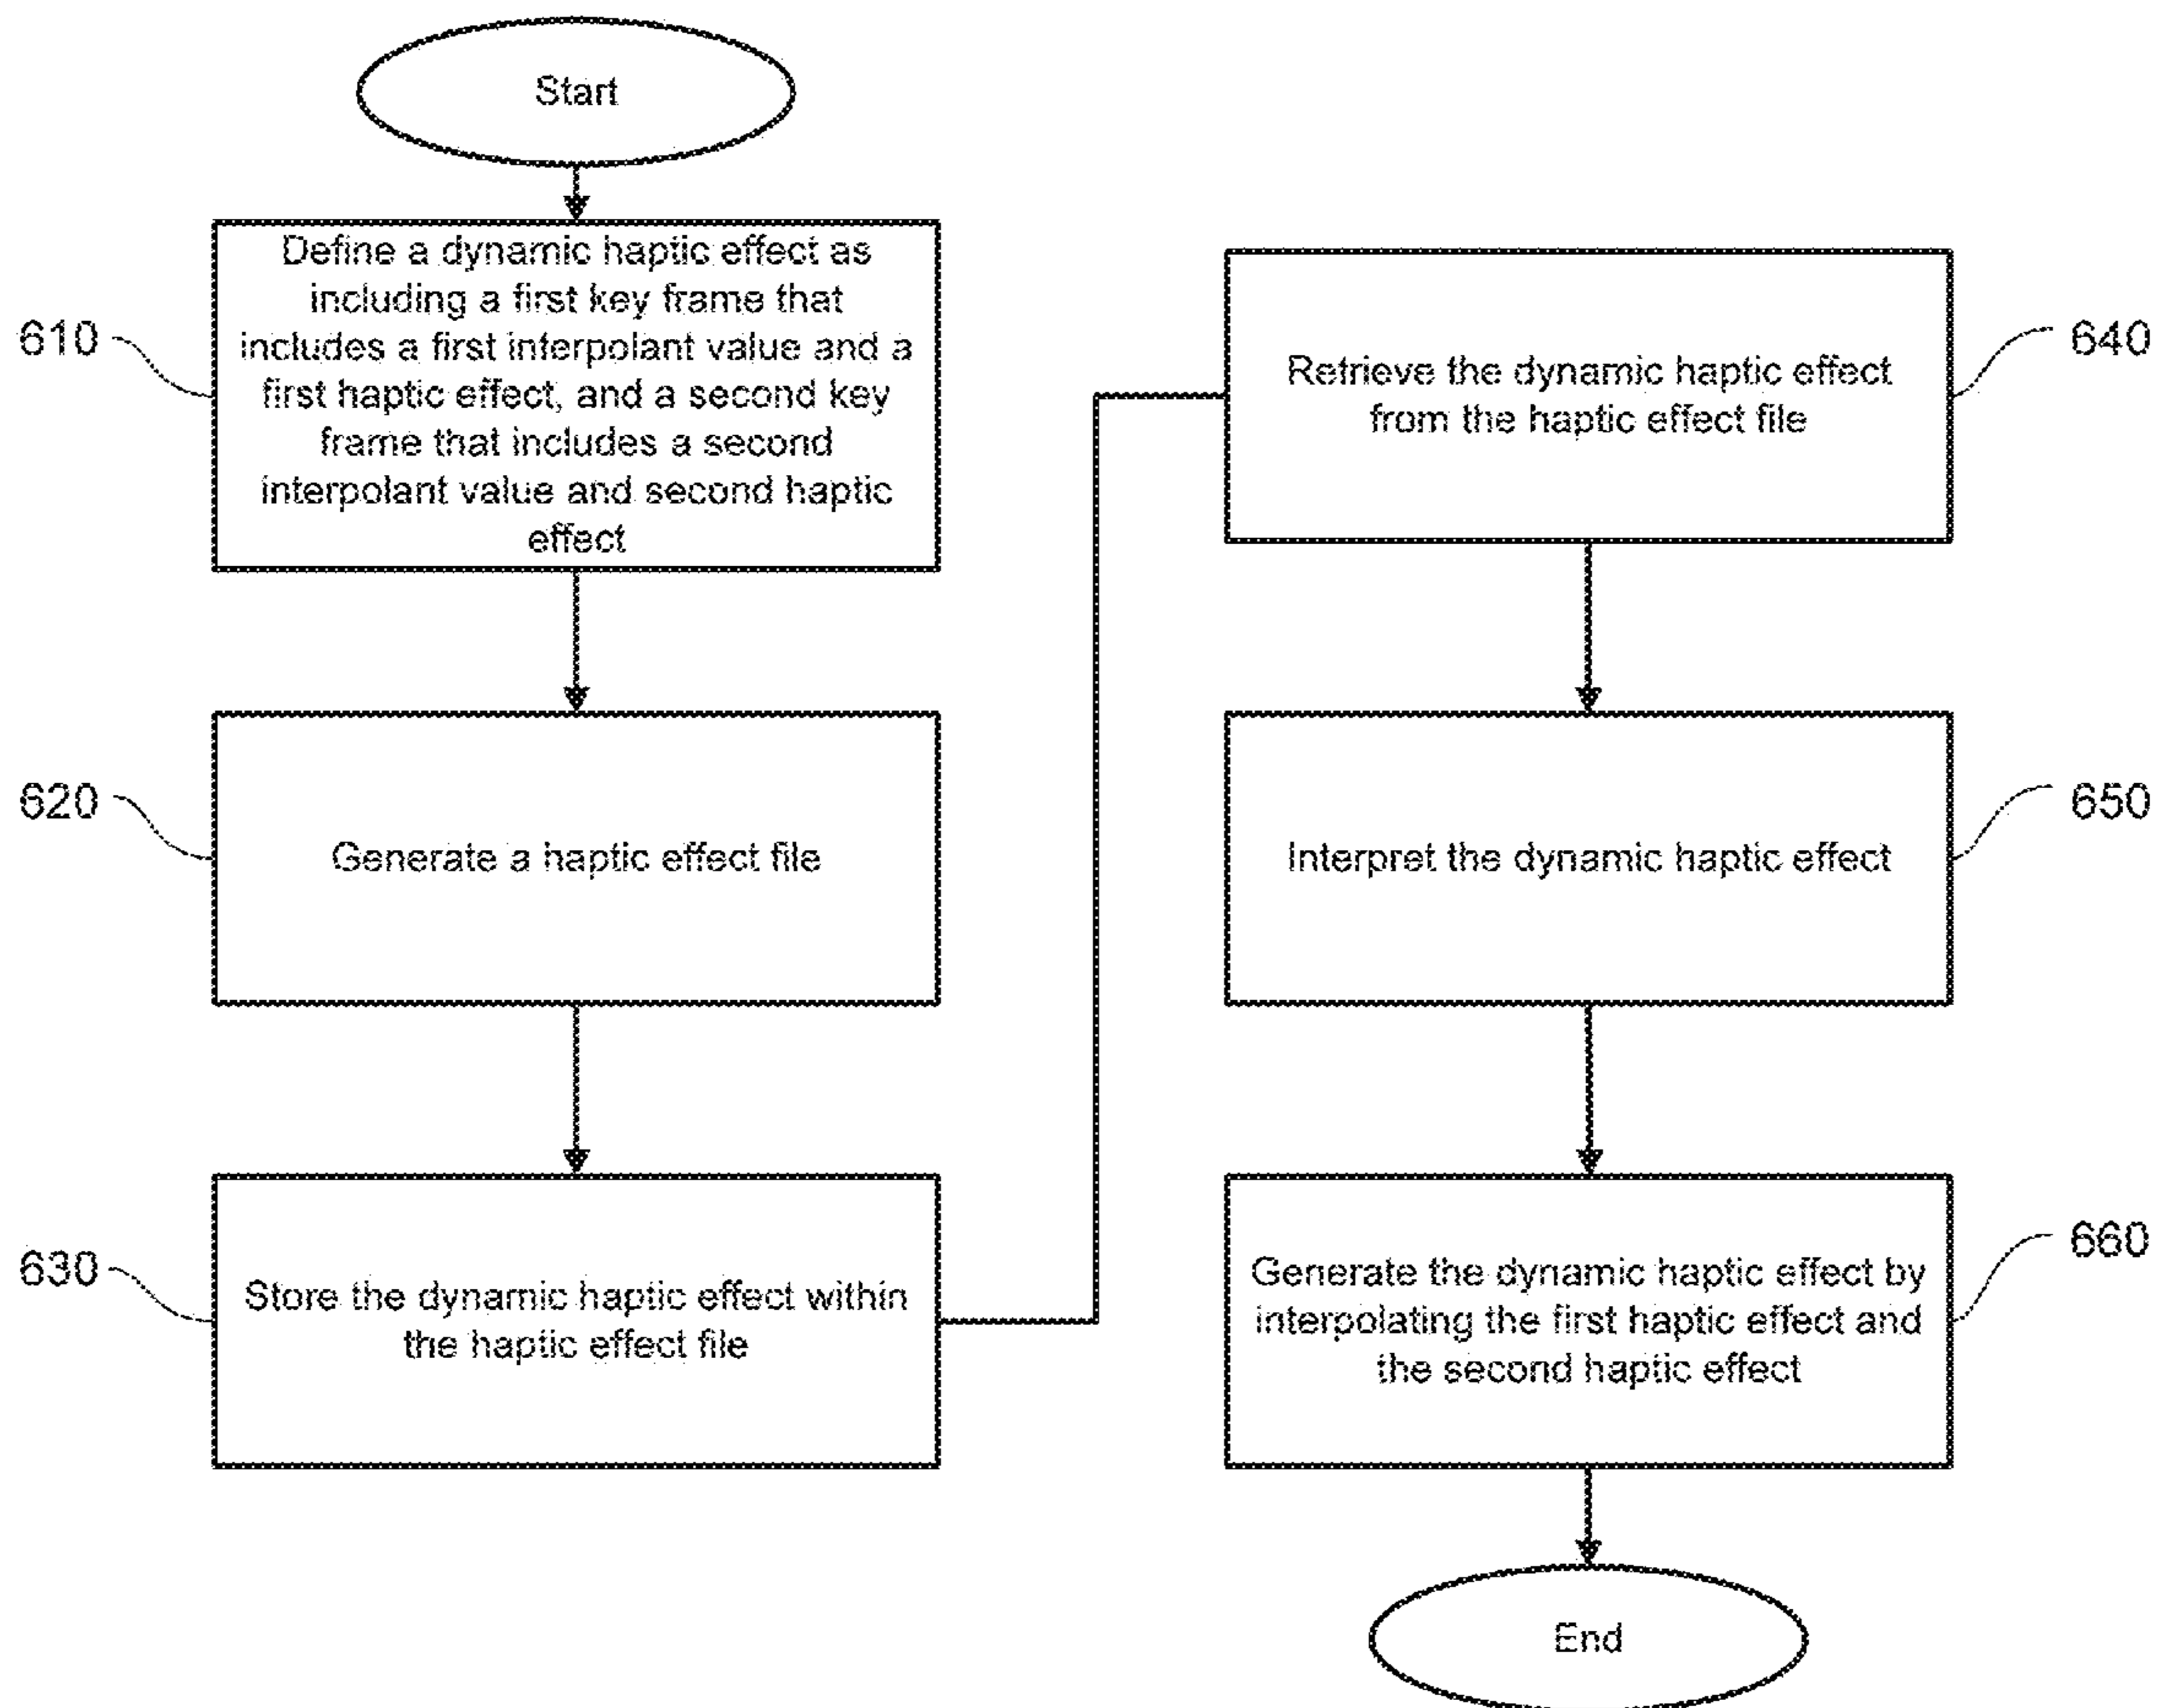 Start
610
Define a dynamic haptic effect as
including a first key frame that
includes a first interpolant value and a
first haptic effect, and a second key
frame that includes a second
interpolant value and second haptic
effect
620
Generate a haptic effect file
630
Store the dynamic haptic effect within
the haptic effect file
640
Retrieve the dynamic haptic effect
from the haptic effect file
650
Interpret the dynamic haptic effect
660
Generate the dynamic haptic effect by
interpolating the first haptic effect and
the second haptic effect
End